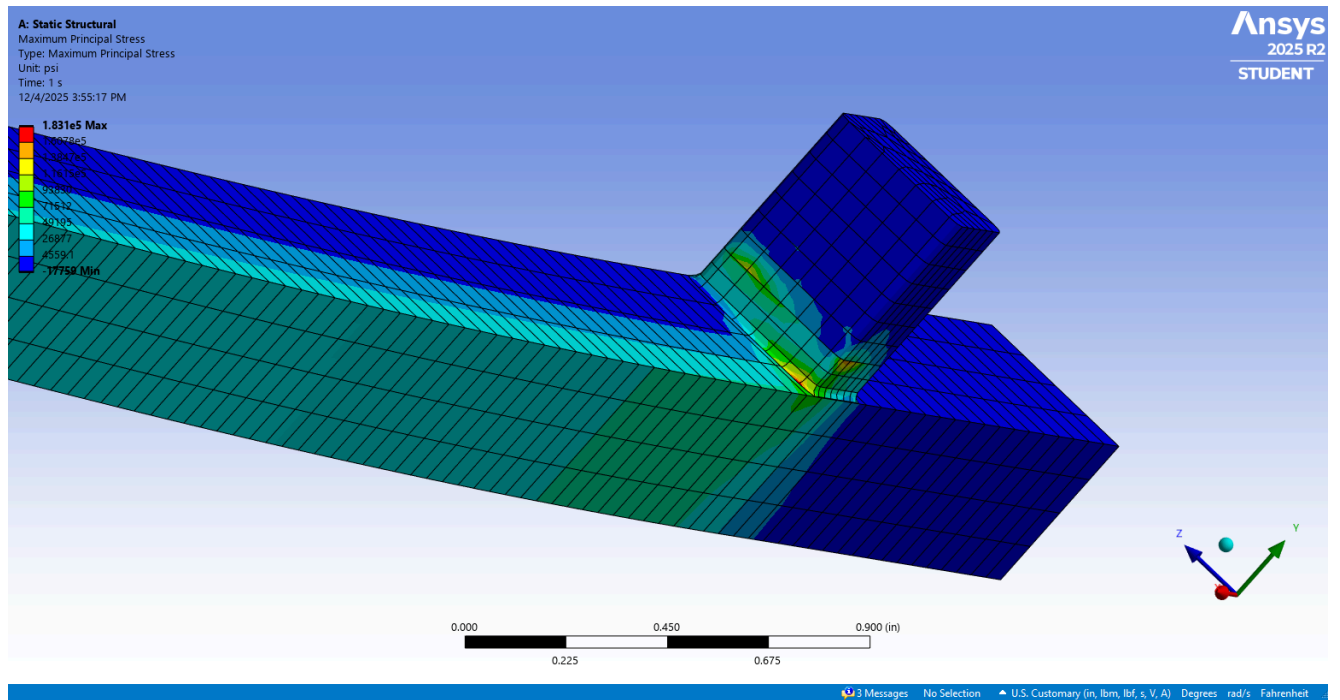 A: Static Structural
Maximum Principal Stress
Type: Maximum Principal Stress
Unit: psi
Time: 1 s
12/4/2025 3:55:17 PM
Ansys
2025 R2
STUDENT
1.831e5 Max
71512
49195
26877
4559.1
-17759 Min
Z
Y
0.000
0.450
0.900 (in)
0.225
0.675
3 Messages
No Selection
U.S. Customary (in, lbm, lbf, s, V, A)
Degrees
rad/s
Fahrenheit